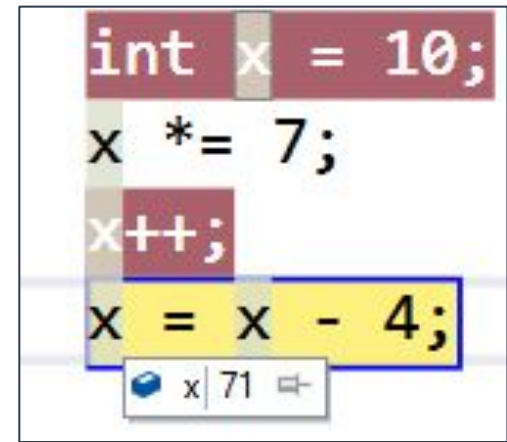 int x = 10;
x *= 7;
x++;
x = x - 4;
x 71